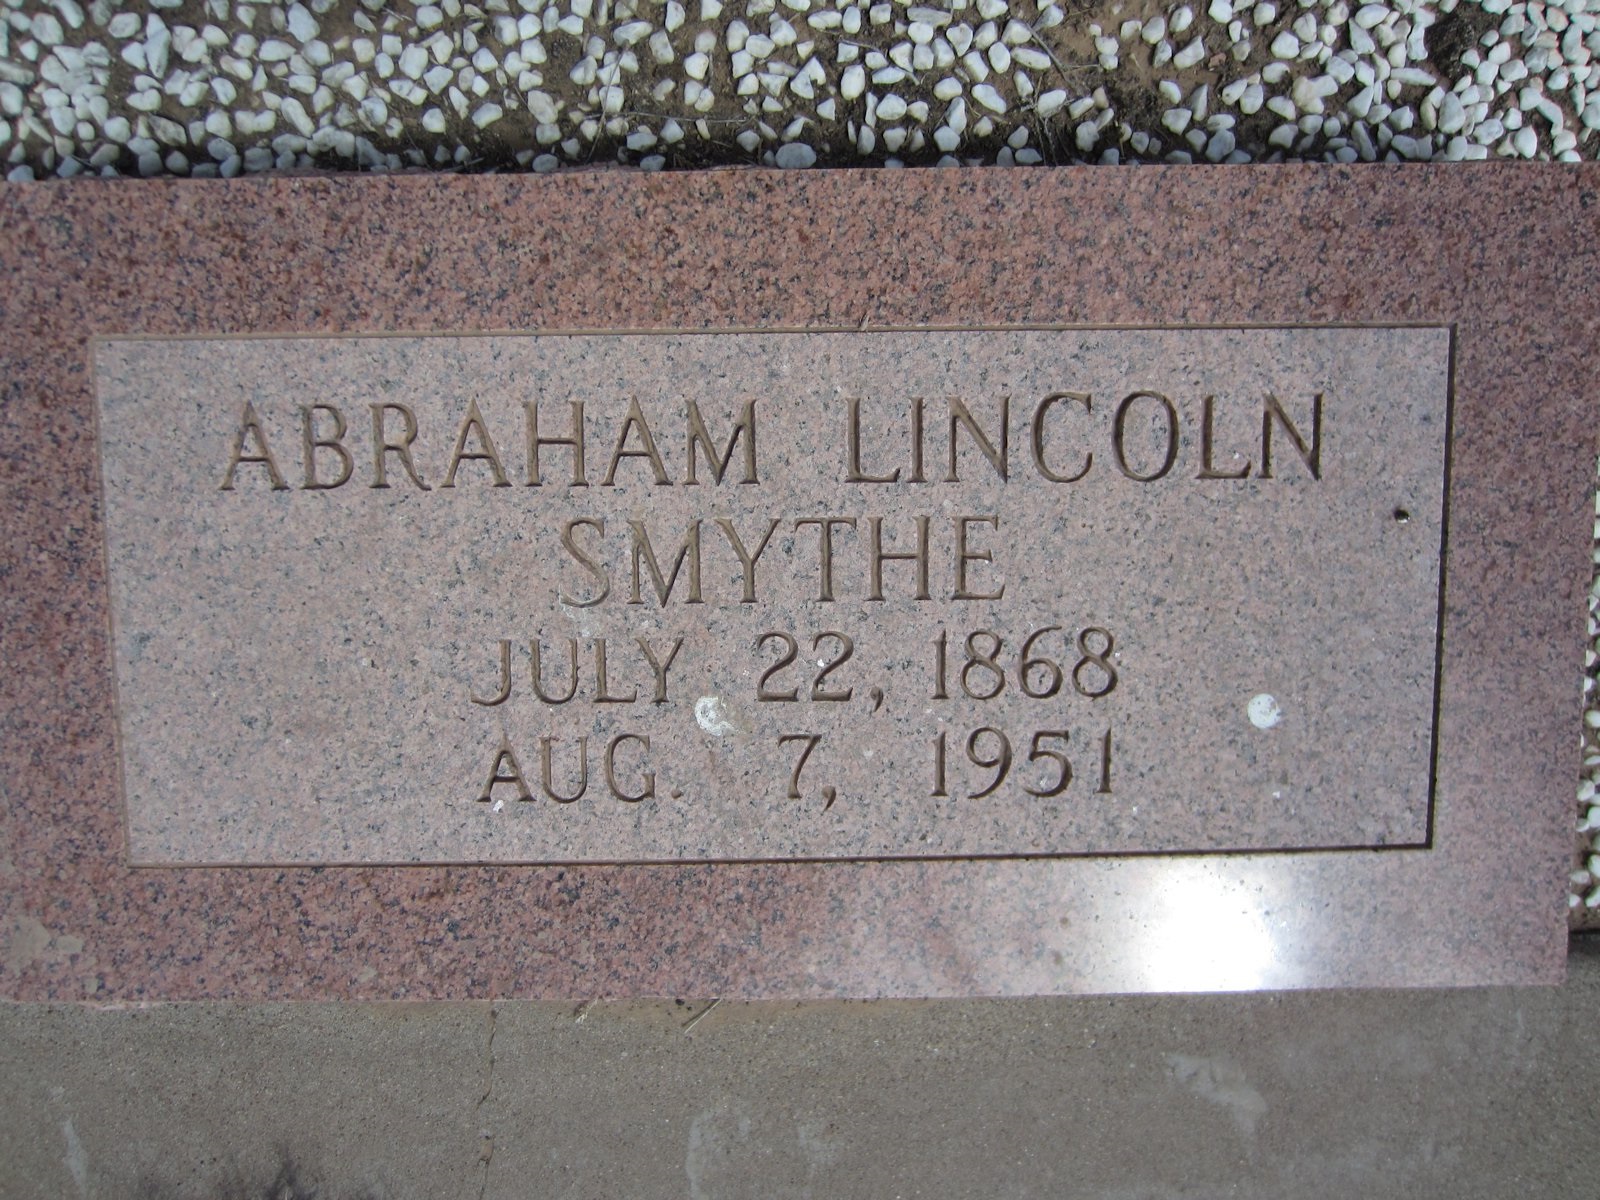 ABRAHAM LINCOLN
SMYTHE
JULY 22, 1868
AUG. 7, 1951